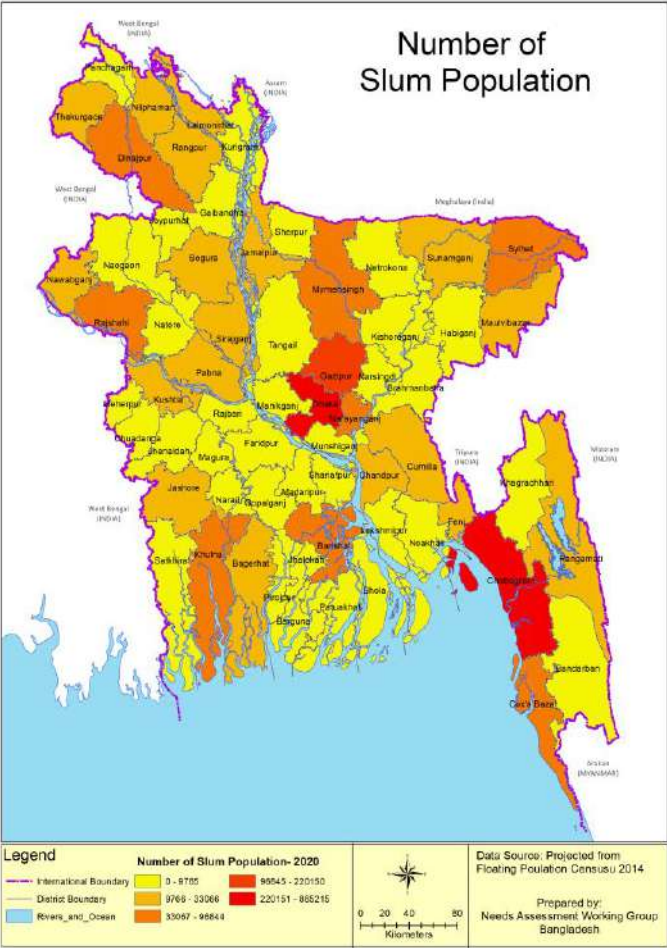 Number of
Slum Population
West Bengal
(INDIA)
Assam
(INDIA)
Panchagarh
Thakurgaon
Nilphamari
Lalmonirhat
Rangpur
Kurigram
Dinajpur
West Bengal
(INDIA)
Meghalaya (India)
Gaibandha
Joypurhat
Sherpur
Naogaon
Bogura
Jamalpur
Netrokona
Sunamganj
Sylhet
Nawabganj
Mymensingh
Maulvibazar
Rajshahi
Natore
Sirajganj
Tangail
Kishoreganj
Habiganj
Gazipur
Narsingdi
Pabna
Brahmanbaria
Kushtia
Meherpur
Manikganj
Dhaka
Rajbari
Narayanganj
Chuadanga
Jhenaidah
Faridpur
Munshiganj
Magura
Cumilla
Tripura
(INDIA)
Mizoram
(INDIA)
Shariatpur
Chandpur
Khagrachhari
Jashore
Madaripur
Narail
Gopalganj
West Bengal
(INDIA)
Lakshmipur
Feni
Noakhali
Barishal
Khulna
Satkhira
Bagerhat
Jhalokati
Rangamati
Chattogram
Bhola
Pirojpur
Patuakhali
Barguna
Bandarban
Cox's Bazar
Arakan
(MYANMAR)
Legend
International Boundary
District Boundary
Rivers_and_Ocean
Number of Slum Population- 2020
0 - 9765
9766 - 33066
33067 - 96844
96845 - 220150
220151 - 865215
0 20 40 80
Kilometers
Data Source: Projected from
Floating Poulation Censusu 2014
Prepared by:
Needs Assessment Working Group
Bangladesh